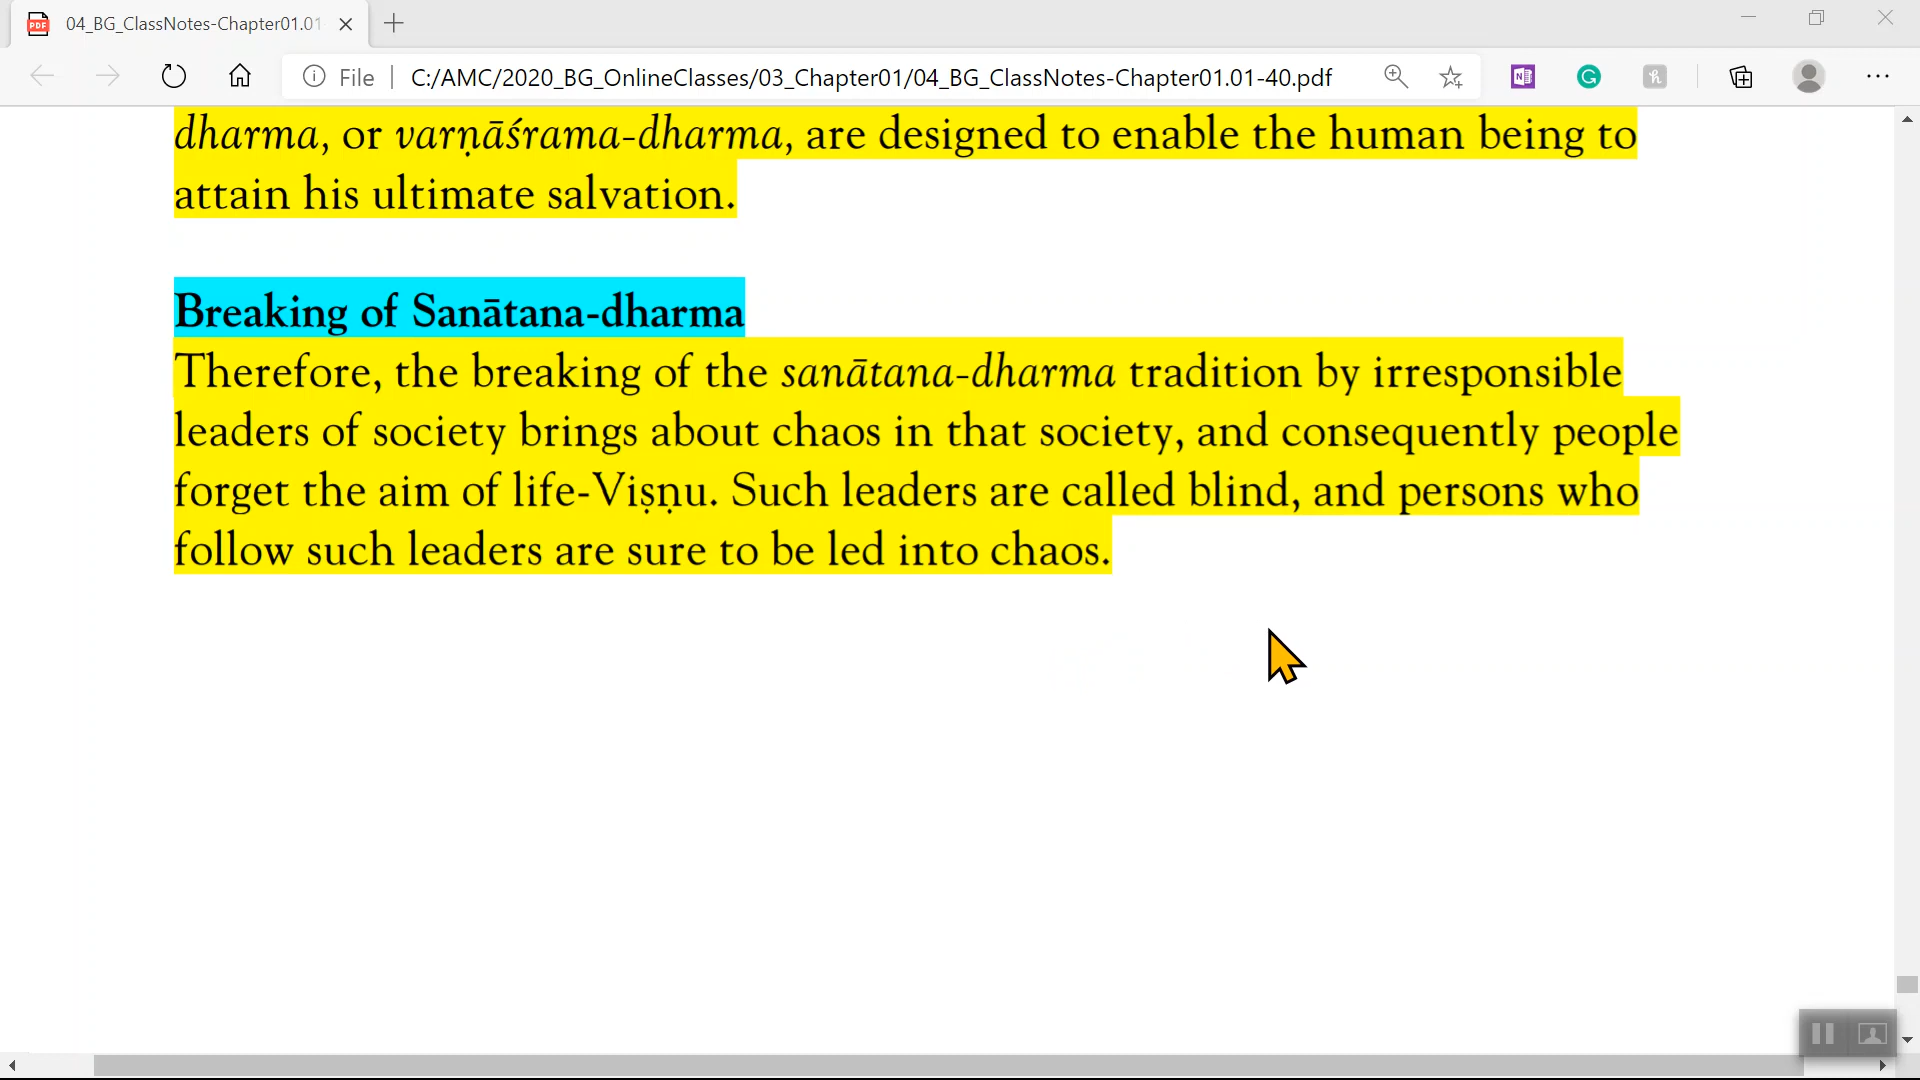 04_BG_ClassNotes-Chapter01.01
File
C:/AMC/2020_BG_OnlineClasses/03_Chapter01/04_BG_ClassNotes-Chapter01.01-40.pdf
dharma, or varṇāśrama-dharma, are designed to enable the human being to
attain his ultimate salvation.
Breaking of Sanātana-dharma
Therefore, the breaking of the sanātana-dharma tradition by irresponsible
leaders of society brings about chaos in that society, and consequently people
forget the aim of life-Viṣṇu. Such leaders are called blind, and persons who
follow such leaders are sure to be led into chaos.